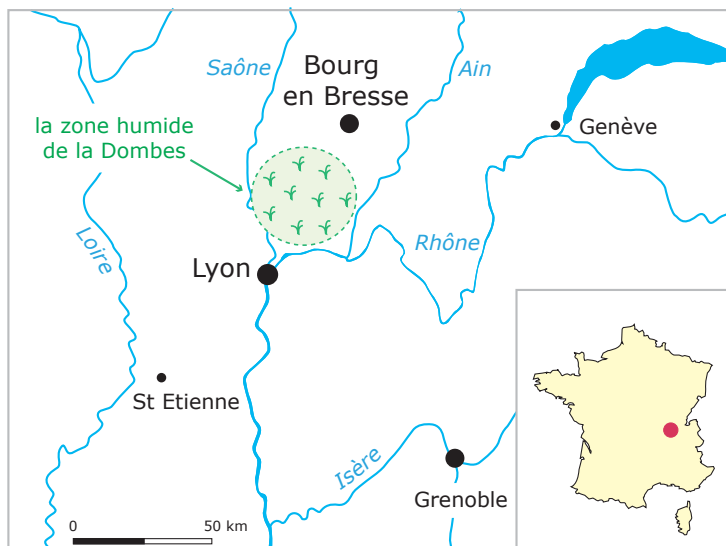 Saône
Bourg
en Bresse
Ain
la zone humide
de la Dombes
Genève
Loire
Rhône
Lyon
St Etienne
Isère
Grenoble
0
50 km